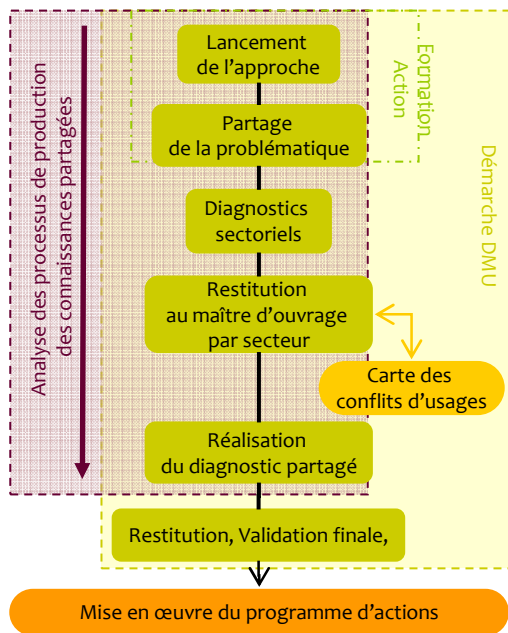 Lancement
de l'approche
Formation
Action
Partage
de la problématique
Analyse des processus de production
des connaissances partagées
Démarche DMU
Diagnostics
sectoriels
Restitution
au maître d'ouvrage
par secteur
Carte des
conflits d'usages
Réalisation
du diagnostic partagé
Restitution, Validation finale,
Mise en œuvre du programme d'actions